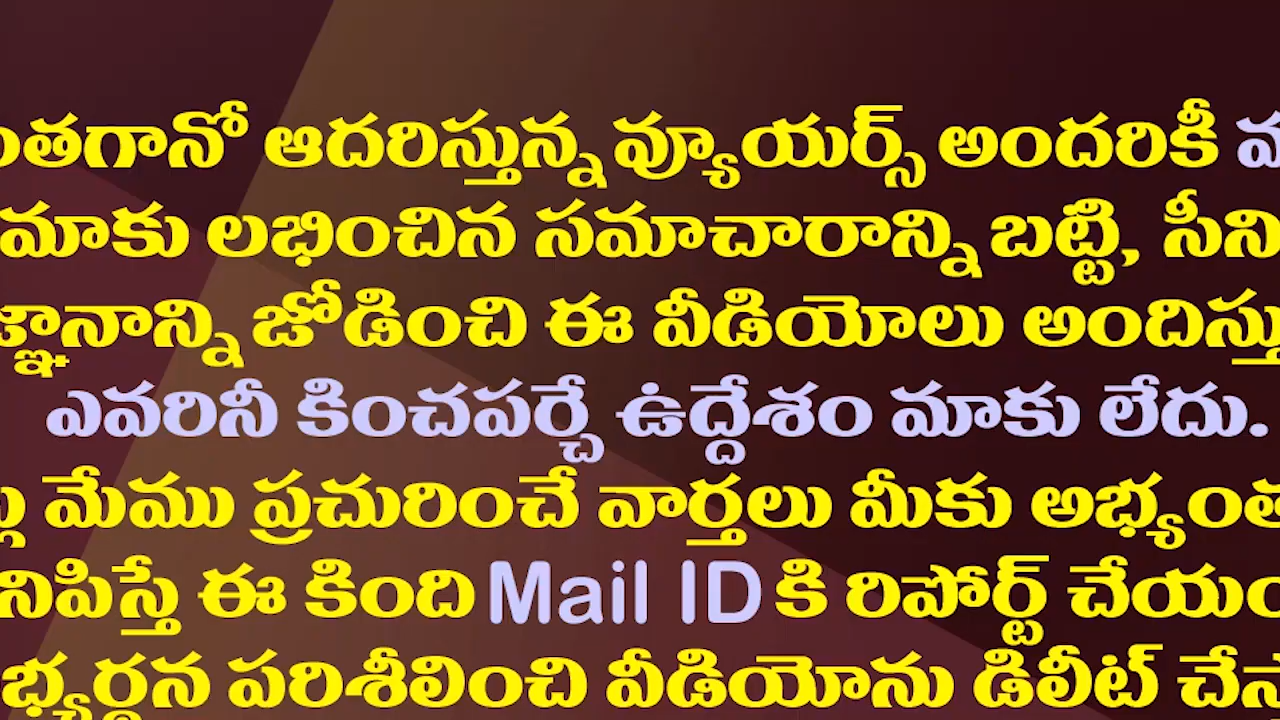 ంతగానో ఆదరిస్తున్న వ్యూయర్స్ అందరికీ
మాకు లభించిన సమాచారాన్ని బట్టి, సీని
జ్ఞానాన్ని జోడించి ఈ వీడియోలు అందిస్తు
ఎవరినీ కించపర్చే ఉద్దేశం మాకు లేదు.
మేము ప్రచురించే వార్తలు మీకు అభ్యంత
నిపిస్తే ఈ కింది Mail ID కి రిపోర్ట్ చేయం
భ్యర్థన పరిశీలించి వీడియోను డిలీట్ చేస